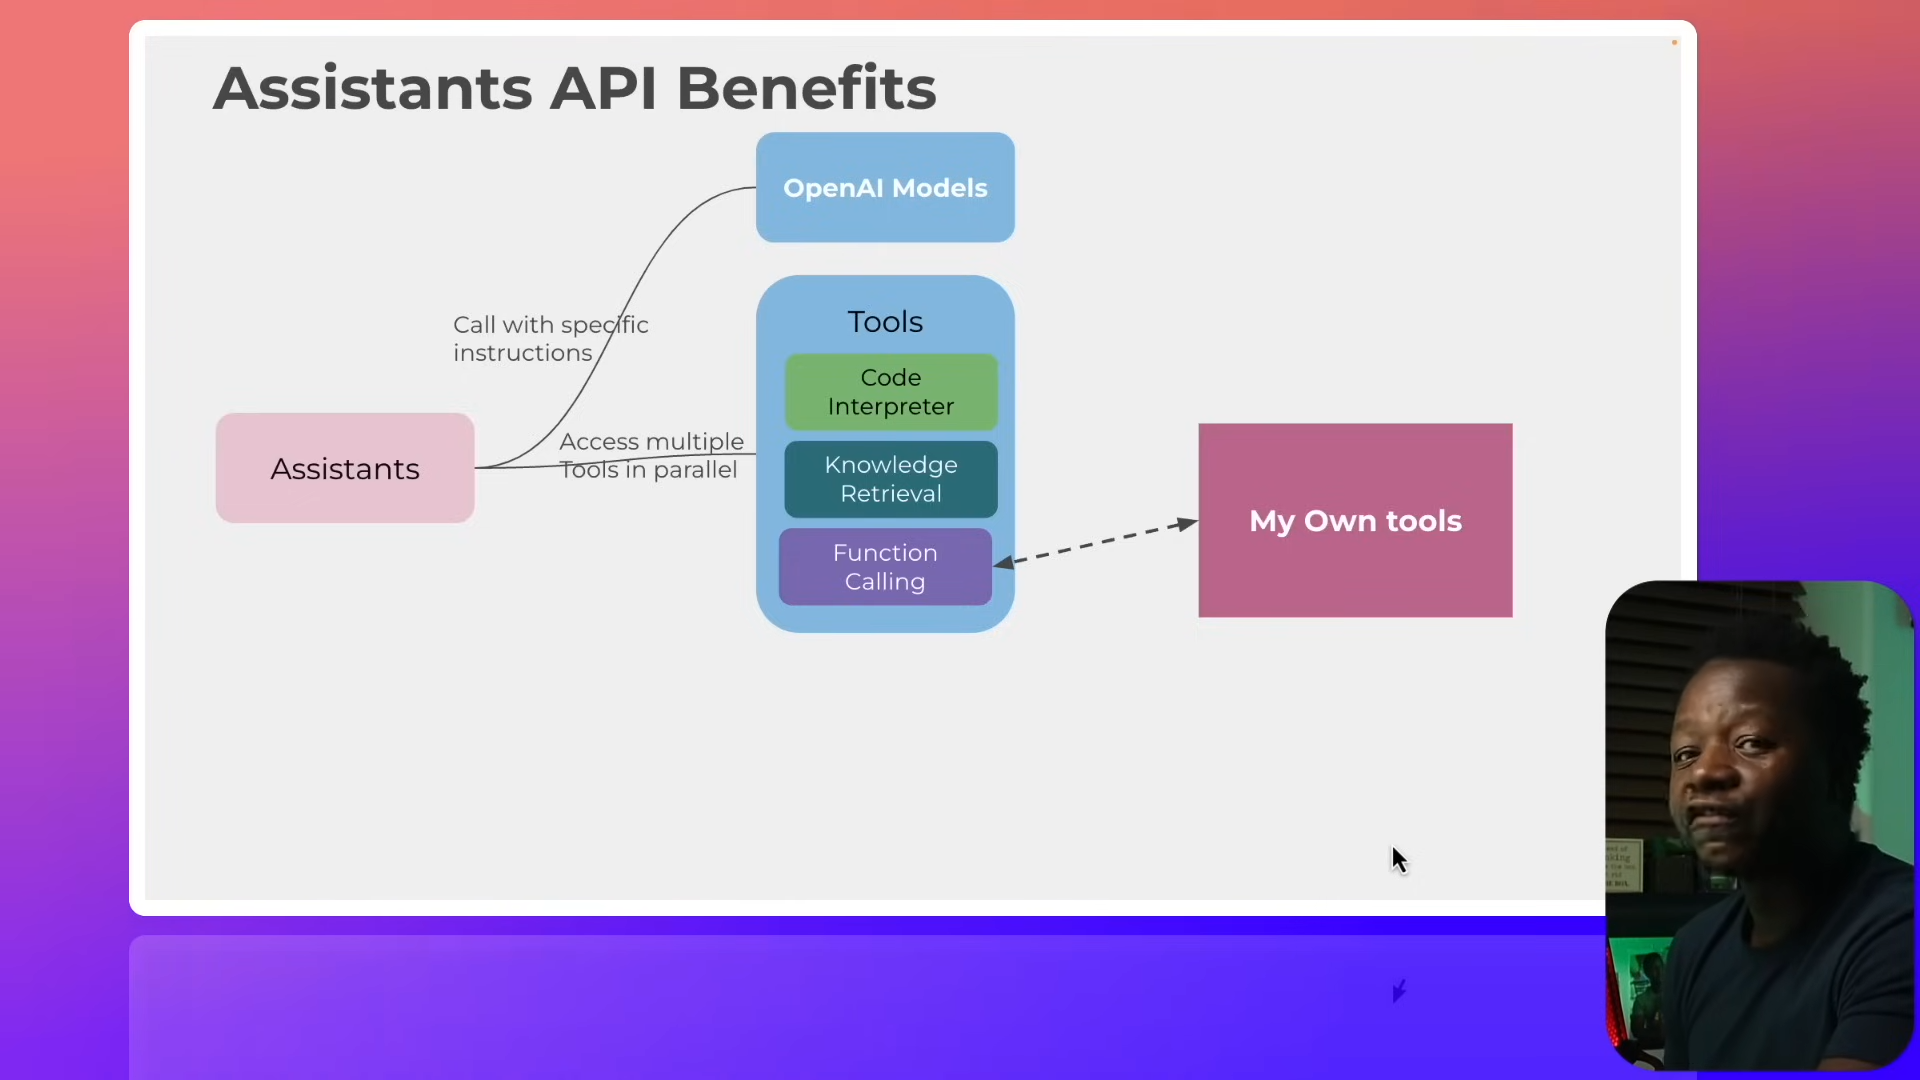 Assistants API Benefits
OpenAI Models
Call with specific
instructions
Tools
Code
Interpreter
Access multiple
Tools in parallel
Assistants
Knowledge
Retrieval
Function
Calling
My Own tools